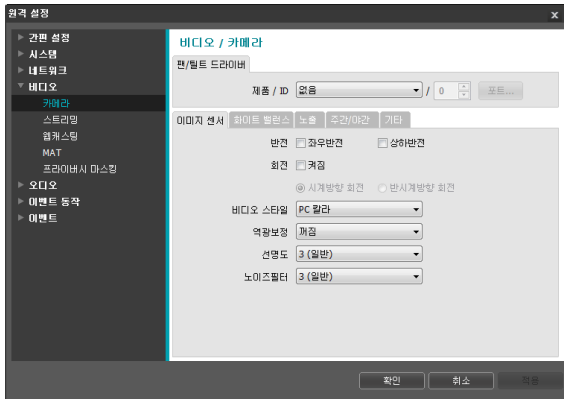 원격 설정
x
간편 설정
시스템
네트워크
비디오
카메라
스트리밍
웹캐스팅
MAT
프라이버시 마스킹
오디오
이벤트 동작
이벤트
비디오 / 카메라
팬/틸트 드라이버
제품 / ID 없음 / 0 포트...
이미지 센서 화이트 밸런스 노출 주간/야간 기타
반전 좌우반전 상하반전
회전 켜짐
시계방향 회전 반시계방향 회전
비디오 스타일 PC 칼라
역광보정 꺼짐
선명도 3 (일반)
노이즈필터 3 (일반)
확인 취소 적용